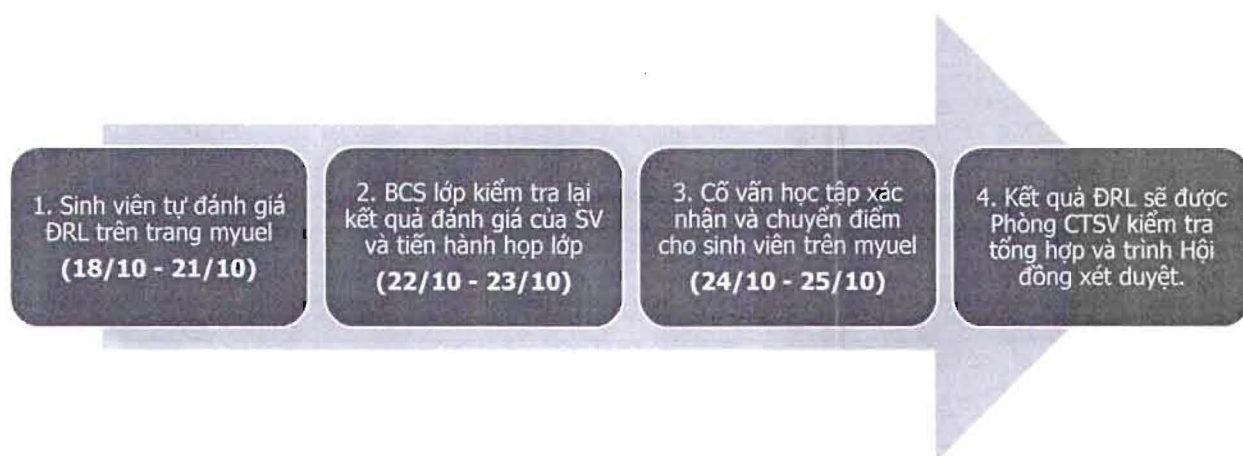 1. Sinh viên tự đánh giá
ĐRL trên trang myuel
(18/10 - 21/10)
2. BCS lớp kiểm tra lại
kết quả đánh giá của SV
và tiến hành họp lớp
(22/10 - 23/10)
3. Cố vấn học tập xác
nhận và chuyển điểm
cho sinh viên trên myuel
(24/10 - 25/10)
4. Kết quả ĐRL sẽ được
Phòng CTSV kiểm tra
tổng hợp và trình Hội
đồng xét duyệt.